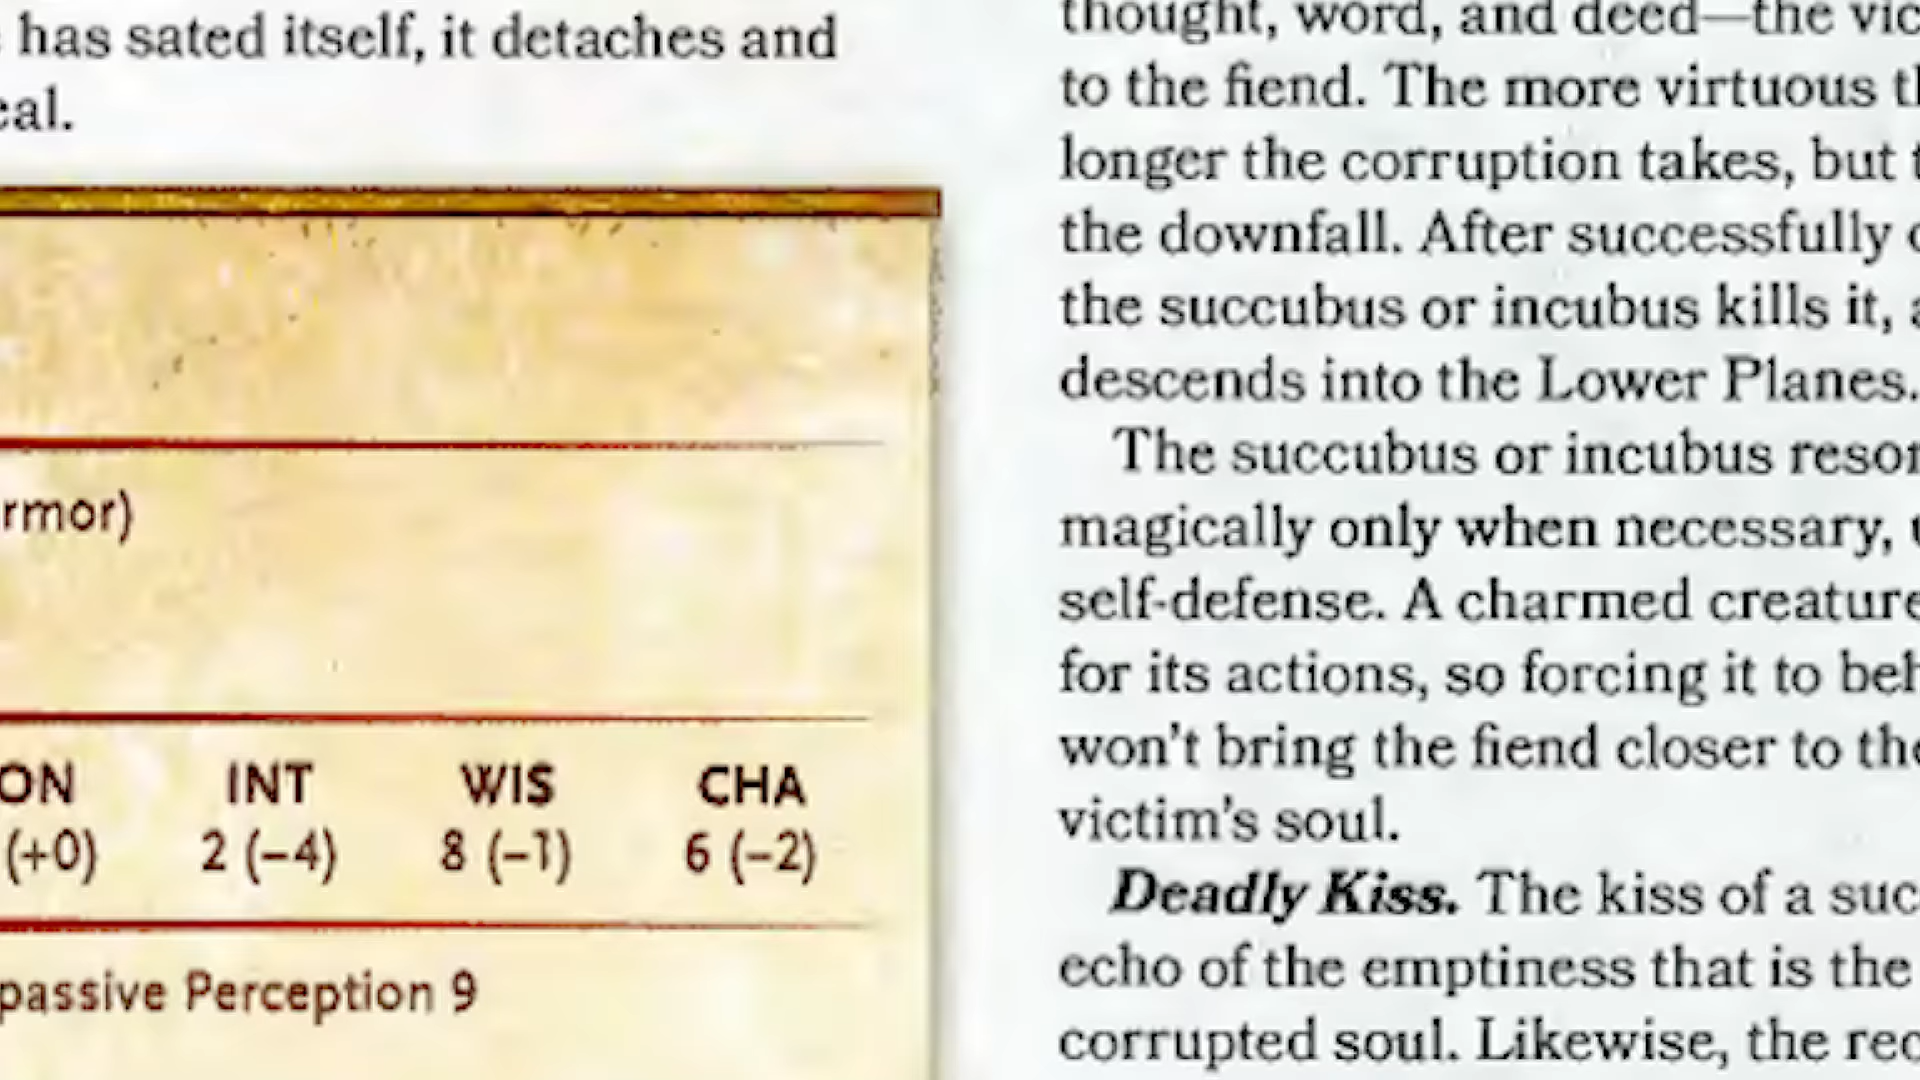 has sated itself, it detaches and
eal.
rmor)
ON INT WIS CHA
(+0) 2 (–4) 8 (–1) 6 (–2)
passive Perception 9
thought, word, and deed—the vic
to the fiend. The more virtuous th
longer the corruption takes, but t
the downfall. After successfully c
the succubus or incubus kills it, a
descends into the Lower Planes.
The succubus or incubus resor
magically only when necessary, u
self-defense. A charmed creature
for its actions, so forcing it to beh
won't bring the fiend closer to the
victim's soul.
Deadly Kiss. The kiss of a suc
echo of the emptiness that is the
corrupted soul. Likewise, the rec